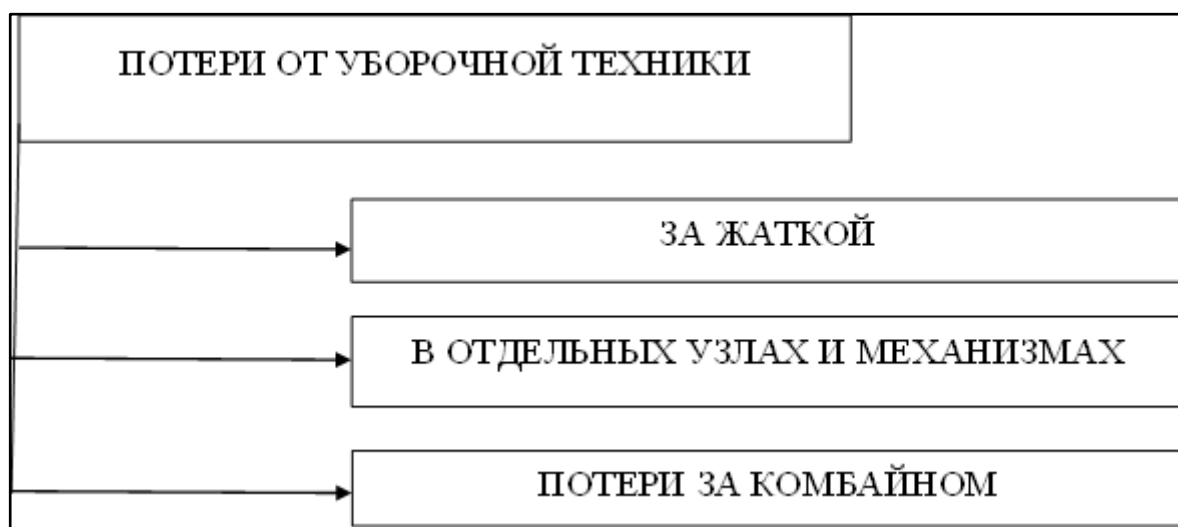 ПОТЕРИ ОТ УБОРОЧНОЙ ТЕХНИКИ
ЗА ЖАТКОЙ
В ОТДЕЛЬНЫХ УЗЛАХ И МЕХАНИЗМАХ
ПОТЕРИ ЗА КОМБАЙНОМ